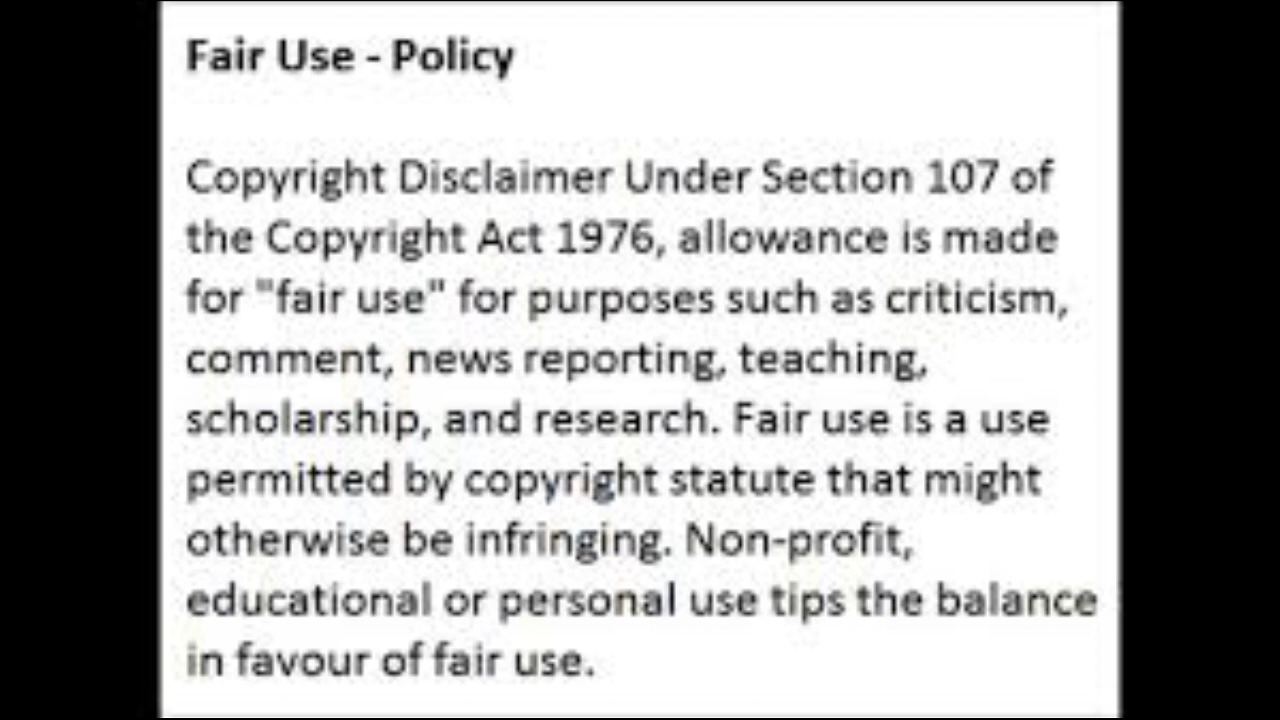 Fair Use - Policy
Copyright Disclaimer Under Section 107 of
the Copyright Act 1976, allowance is made
for "fair use" for purposes such as criticism,
comment, news reporting, teaching,
scholarship, and research. Fair use is a use
permitted by copyright statute that might
otherwise be infringing. Non-profit,
educational or personal use tips the balance
in favour of fair use.